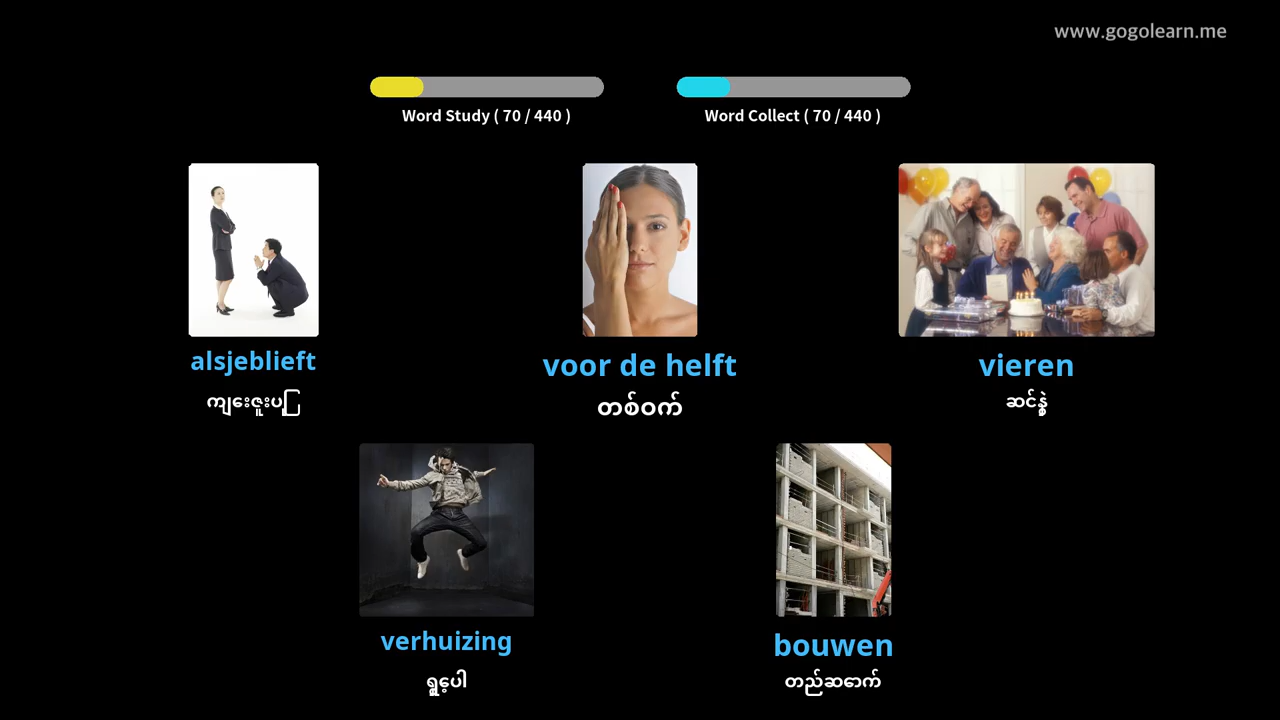 www.gogolearn.me
Word Study ( 70 / 440 )
Word Collect ( 70 / 440 )
alsjeblieft
ကျးေဇူးပြု
voor de helft
တစ်ဝက်
vieren
ဆင်နွှဲ
verhuizing
ရွှေ့ပေါ
bouwen
တည်ဆောက်